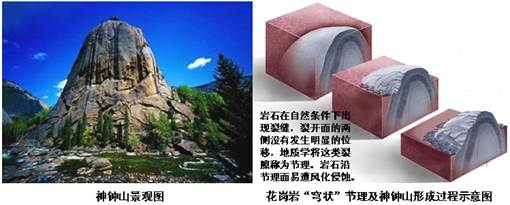 岩石在自然条件下出
现裂缝，裂开面的两
侧没有发生明显的位
移，地质学将这类裂
隙称为节理。岩石沿
节理面易遭风化侵蚀。
神钟山景观图
花岗岩“穹状”节理及神钟山形成过程示意图